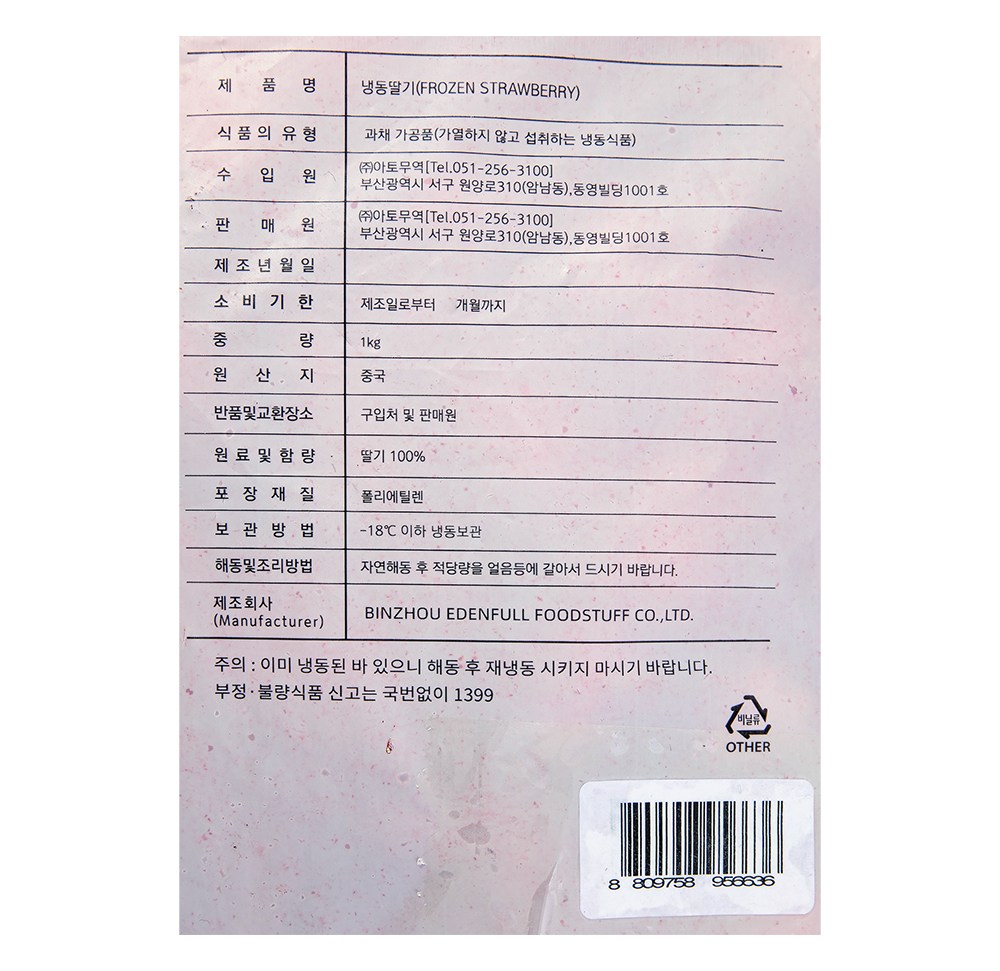 제 품 명 냉동딸기(FROZEN STRAWBERRY)
식품의 유형 과채 가공품(가열하지 않고 섭취하는 냉동식품)
수 입 원 ㈜아토무역[Tel.051-256-3100]
부산광역시 서구 원양로310(암남동),동영빌딩1001호
판 매 원 ㈜아토무역[Tel.051-256-3100]
부산광역시 서구 원양로310(암남동),동영빌딩1001호
제조년월일
소비기한 제조일로부터 개월까지
중 량 1kg
원 산 지 중국
반품및교환장소 구입처 및 판매원
원료및함량 딸기 100%
포장재질 폴리에틸렌
보관방법 -18℃ 이하 냉동보관
해동및조리방법 자연해동 후 적당량을 얼음등에 갈아서 드시기 바랍니다.
제조회사
(Manufacturer) BINZHOU EDENFULL FOODSTUFF CO.,LTD.
주의 : 이미 냉동된 바 있으니 해동 후 재냉동 시키지 마시기 바랍니다.
부정·불량식품 신고는 국번없이 1399
비닐류
OTHER
8 809758 956636